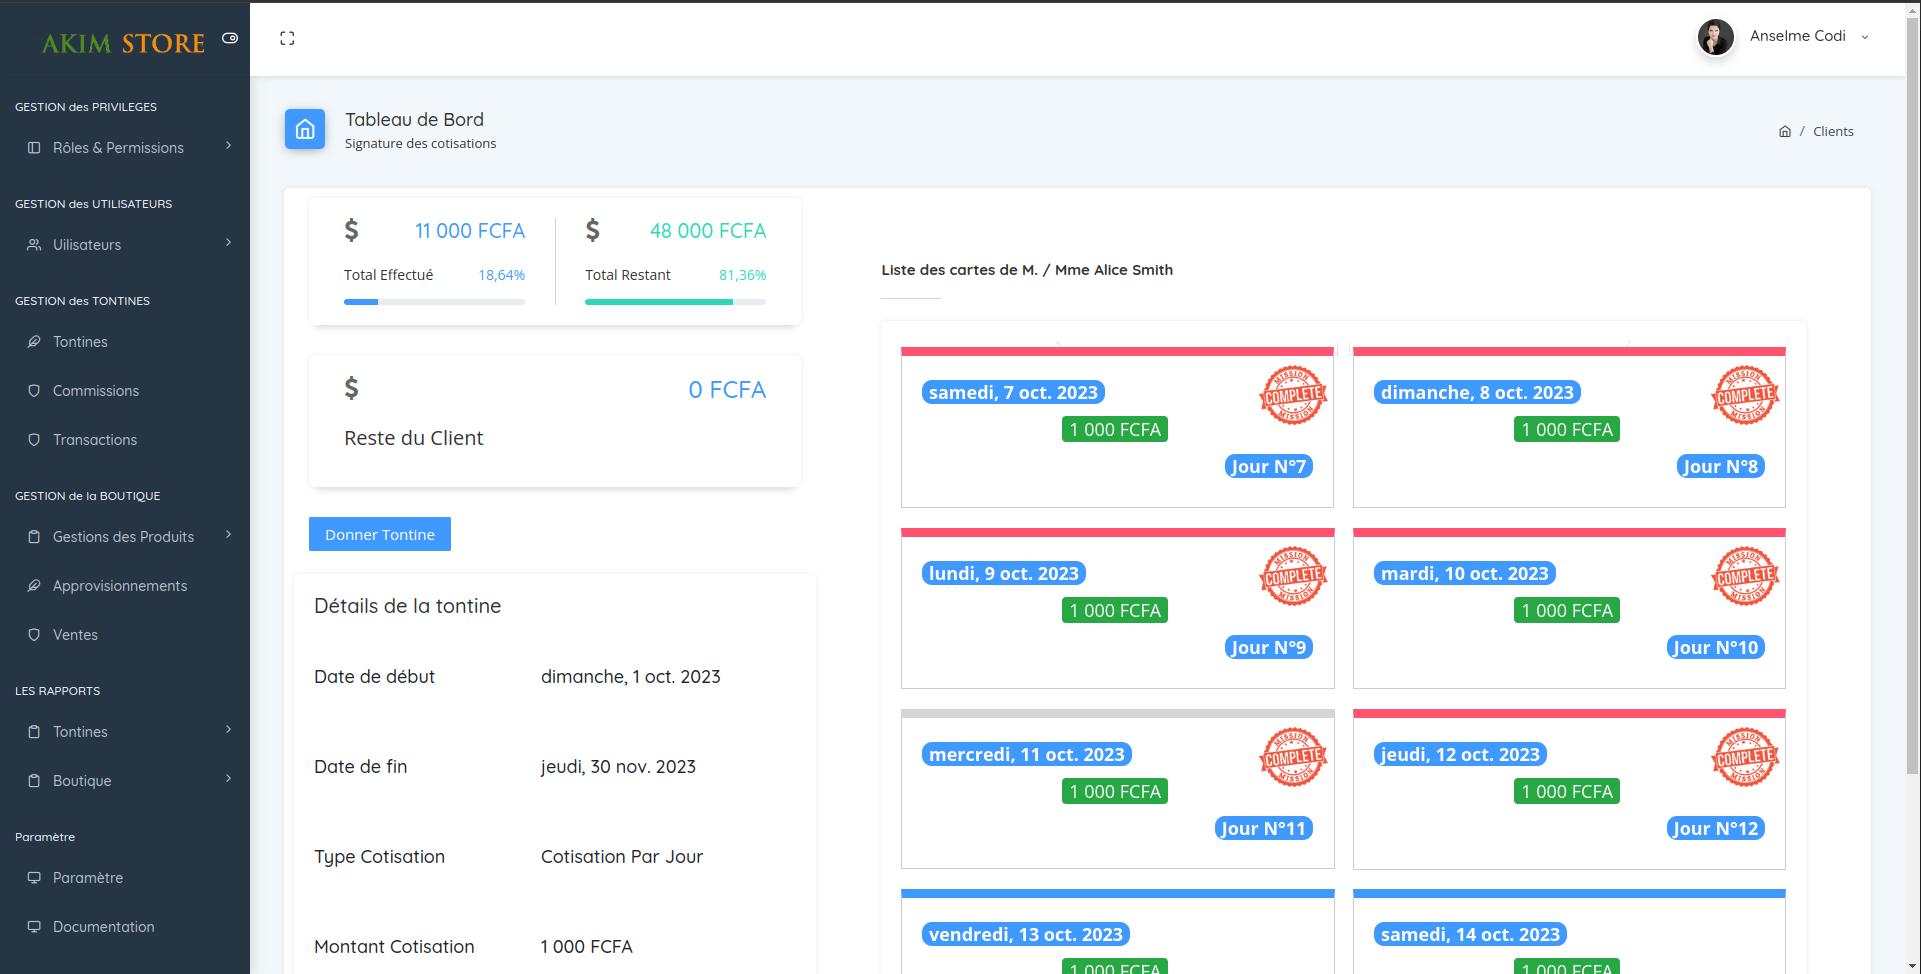 AKIM STORE
GESTION des PRIVILEGES
Rôles & Permissions
GESTION des UTILISATEURS
Uilisateurs
GESTION des TONTINES
Tontines
Commissions
Transactions
GESTION de la BOUTIQUE
Gestions des Produits
Approvisionnements
Ventes
LES RAPPORTS
Tontines
Boutique
Paramètre
Paramètre
Documentation
Anselme Codi
Tableau de Bord
Signature des cotisations
/ Clients
$ 11 000 FCFA
Total Effectué 18,64%
$ 48 000 FCFA
Total Restant 81,36%
$ 0 FCFA
Reste du Client
Donner Tontine
Détails de la tontine
Date de début dimanche, 1 oct. 2023
Date de fin jeudi, 30 nov. 2023
Type Cotisation Cotisation Par Jour
Montant Cotisation 1 000 FCFA
Liste des cartes de M. / Mme Alice Smith
samedi, 7 oct. 2023
MISSION
COMPLETE
MISSION
1 000 FCFA
Jour N°7
dimanche, 8 oct. 2023
MISSION
COMPLETE
MISSION
1 000 FCFA
Jour N°8
lundi, 9 oct. 2023
MISSION
COMPLETE
MISSION
1 000 FCFA
Jour N°9
mardi, 10 oct. 2023
MISSION
COMPLETE
MISSION
1 000 FCFA
Jour N°10
mercredi, 11 oct. 2023
MISSION
COMPLETE
MISSION
1 000 FCFA
Jour N°11
jeudi, 12 oct. 2023
MISSION
COMPLETE
MISSION
1 000 FCFA
Jour N°12
vendredi, 13 oct. 2023
1 000 FCFA
samedi, 14 oct. 2023
1 000 FCFA